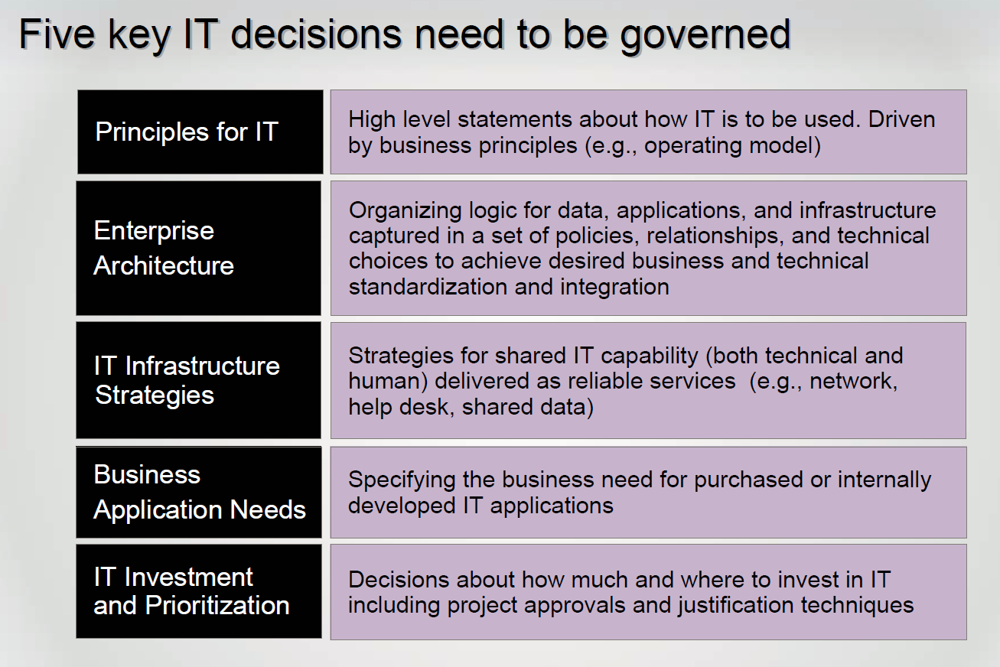 Five key IT decisions need to be governed
Principles for IT
High level statements about how IT is to be used. Driven
by business principles (e.g., operating model)
Enterprise
Architecture
Organizing logic for data, applications, and infrastructure
captured in a set of policies, relationships, and technical
choices to achieve desired business and technical
standardization and integration
IT Infrastructure
Strategies
Strategies for shared IT capability (both technical and
human) delivered as reliable services (e.g., network,
help desk, shared data)
Business
Application Needs
Specifying the business need for purchased or internally
developed IT applications
IT Investment
and Prioritization
Decisions about how much and where to invest in IT
including project approvals and justification techniques